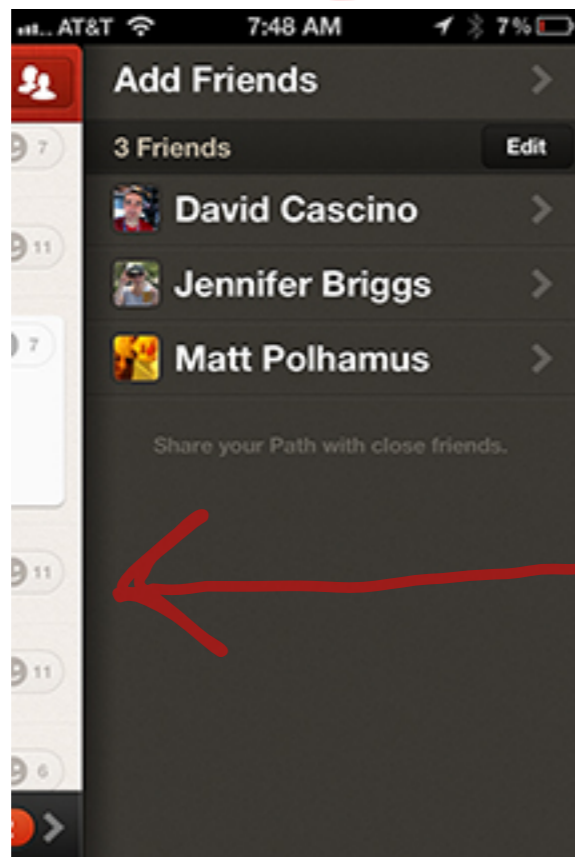 AT&T 7:48 AM 7%
Add Friends
7
3 Friends Edit
David Cascino
11
Jennifer Briggs
7
Matt Polhamus
Share your Path with close friends.
11
11
6